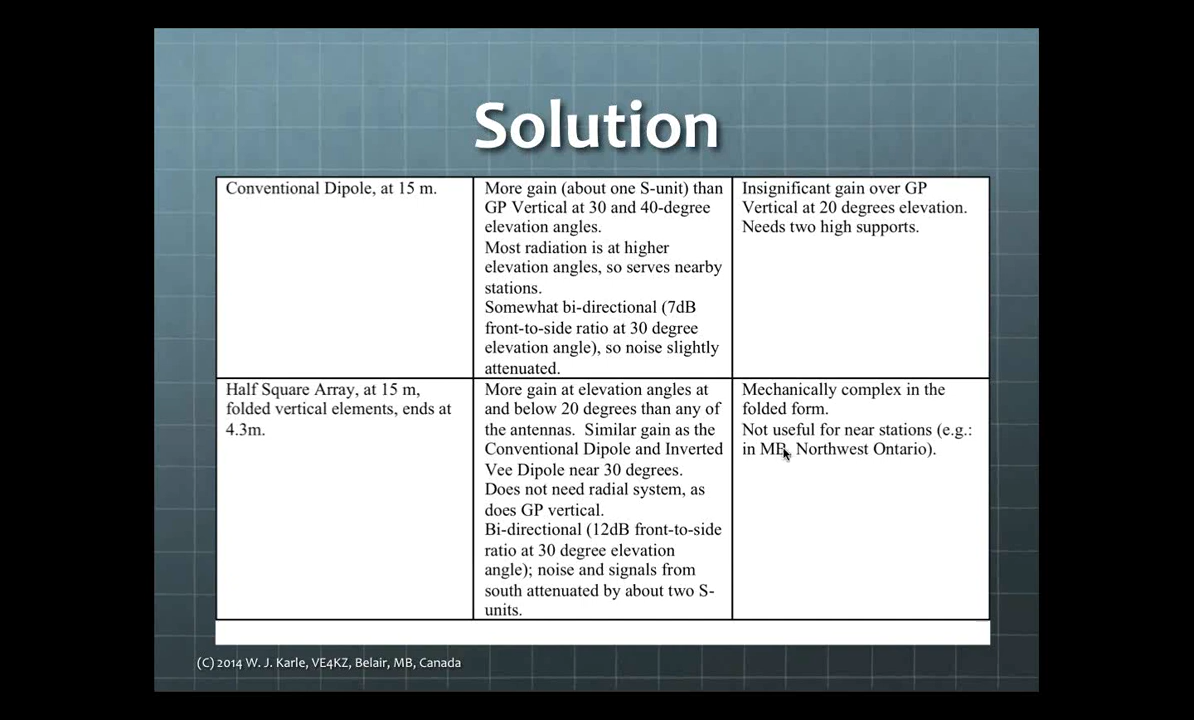 Solution
Conventional Dipole, at 15 m.
More gain (about one S-unit) than
GP Vertical at 30 and 40-degree
elevation angles.
Most radiation is at higher
elevation angles, so serves nearby
stations.
Somewhat bi-directional (7dB
front-to-side ratio at 30 degree
elevation angle), so noise slightly
attenuated.
Insignificant gain over GP
Vertical at 20 degrees elevation.
Needs two high supports.
Half Square Array, at 15 m,
folded vertical elements, ends at
4.3m.
More gain at elevation angles at
and below 20 degrees than any of
the antennas.  Similar gain as the
Conventional Dipole and Inverted
Vee Dipole near 30 degrees.
Does not need radial system, as
does GP vertical.
Bi-directional (12dB front-to-side
ratio at 30 degree elevation
angle); noise and signals from
south attenuated by about two S-
units.
Mechanically complex in the
folded form.
Not useful for near stations (e.g.:
in MB, Northwest Ontario).
(C) 2014 W. J. Karle, VE4KZ, Belair, MB, Canada